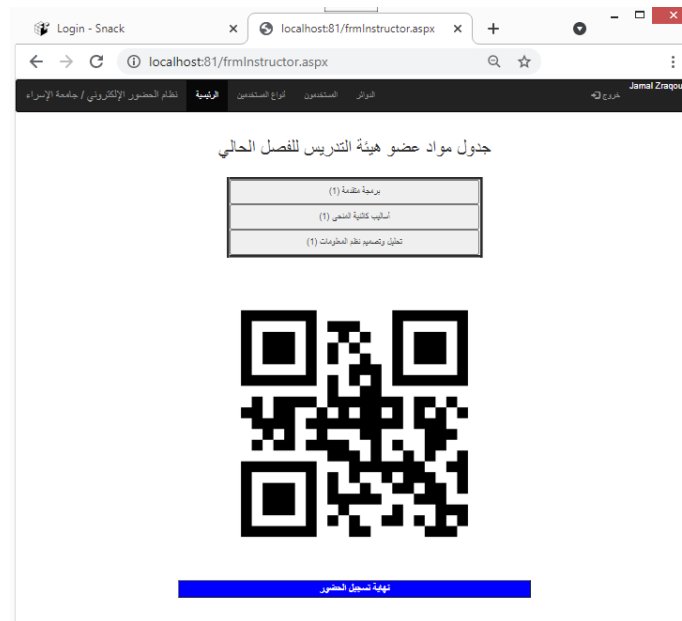 Login - Snack
localhost:81/frmInstructor.aspx
localhost:81/frmInstructor.aspx
نظام الحضور الإلكتروني / جامعة الإسراء الرئيسية أنواع المستخدمين المستخدمون الدوائر خروج Jamal Zraqou
جدول مواد عضو هيئة التدريس للفصل الحالي
برمجة متقدمة (1)
أساليب كائنية المنحى (1)
تحليل وتصميم نظم المعلومات (1)
نهاية تسجيل الحضور